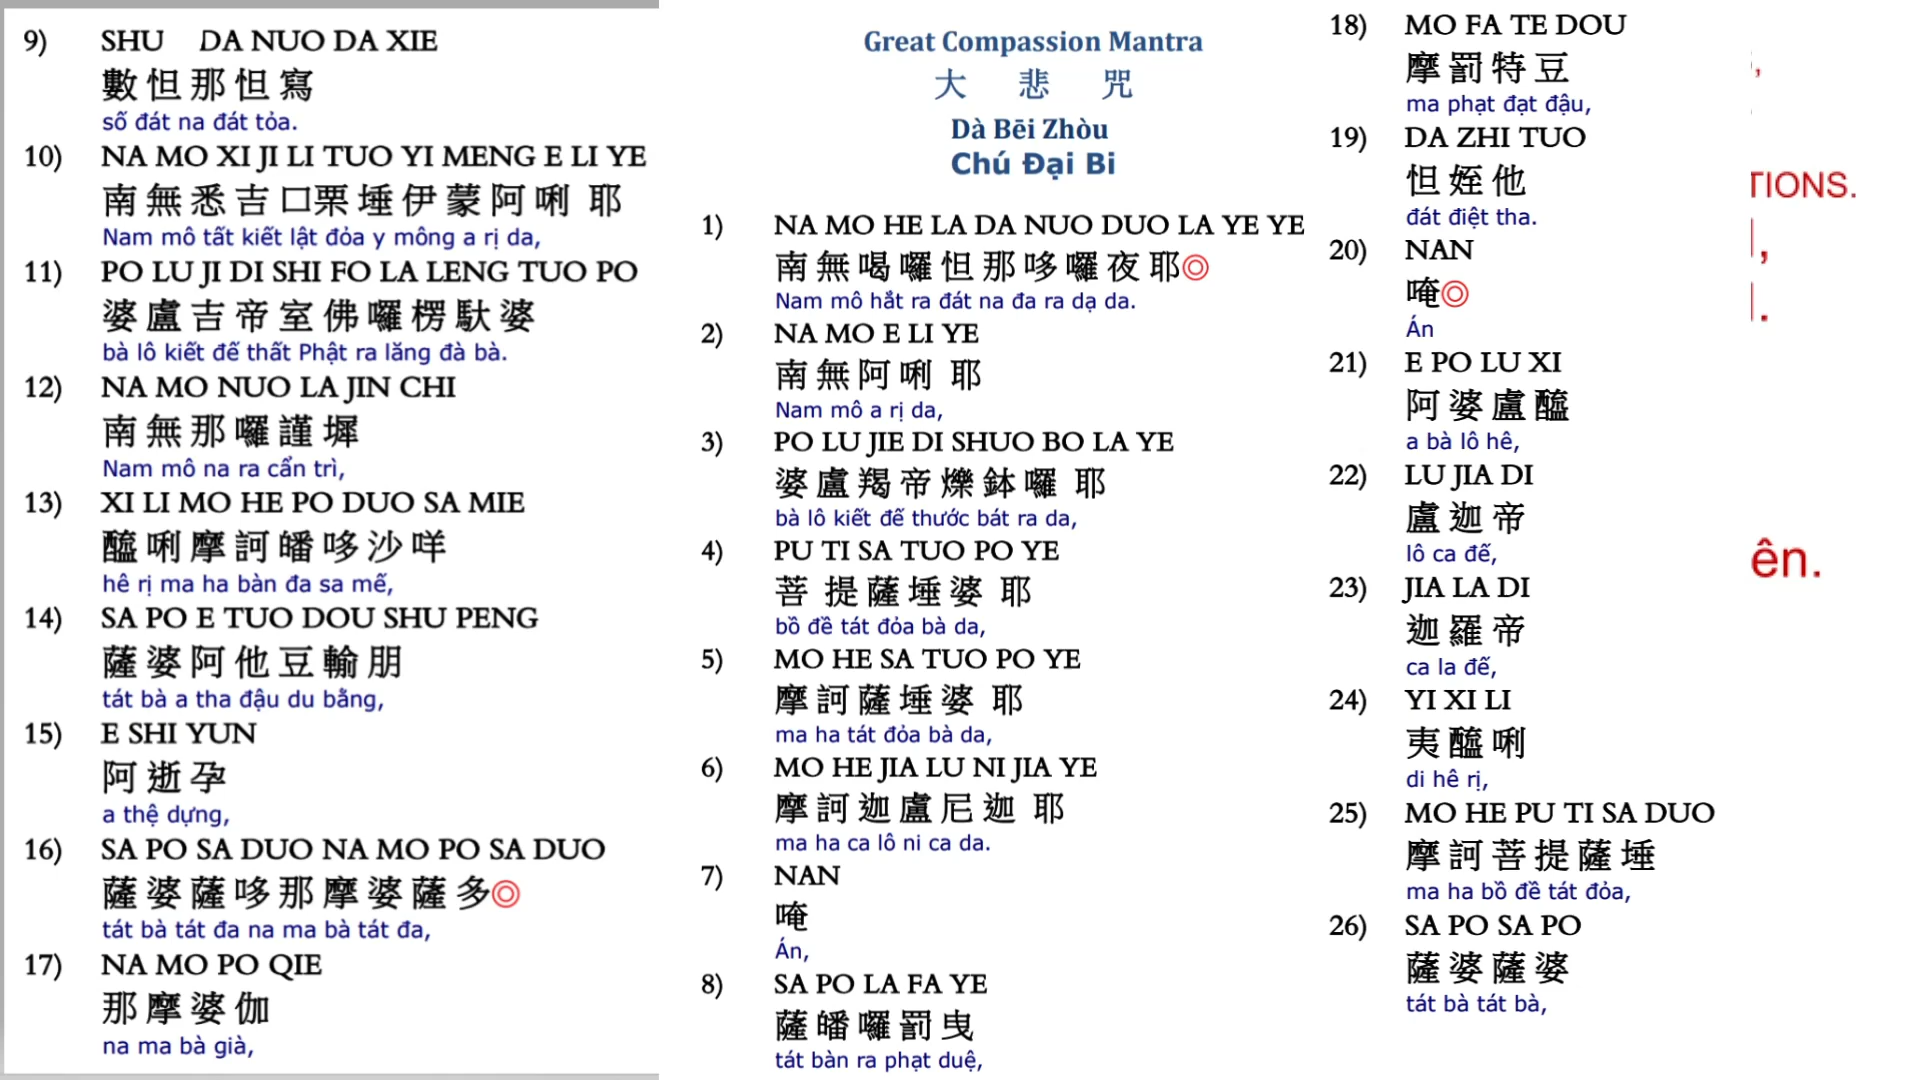 9) SHU DA NUO DA XIE
數怛那怛寫
số đát na đát tỏa.
10) NA MO XI JI LI TUO YI MENG E LI YE
南無悉吉口栗埵伊蒙阿唎 耶
Nam mô tất kiết lật đỏa y mông a rị da,
11) PO LU JI DI SHI FO LA LENG TUO PO
婆盧吉帝室佛囉楞馱婆
bà lô kiết đế thất Phật ra lăng đà bà.
12) NA MO NUO LA JIN CHI
南無那囉謹墀
Nam mô na ra cẩn trì,
13) XI LI MO HE PO DUO SA MIE
醯唎摩訶皤哆沙咩
hê rị ma ha bàn đa sa mế,
14) SA PO E TUO DOU SHU PENG
薩婆阿他豆輸朋
tát bà a tha đậu du bằng,
15) E SHI YUN
阿逝孕
a thệ dựng,
16) SA PO SA DUO NA MO PO SA DUO
薩婆薩哆那摩婆薩多◎
tát bà tát đa na ma bà tát đa,
17) NA MO PO QIE
那摩婆伽
na ma bà già,
Great Compassion Mantra
大 悲 咒
Dà Bēi Zhòu
Chú Đại Bi
1) NA MO HE LA DA NUO DUO LA YE YE
南無喝囉怛那哆囉夜耶◎
Nam mô hắt ra đát na đa ra dạ da.
2) NA MO E LI YE
南無阿唎 耶
Nam mô a rị da,
3) PO LU JIE DI SHUO BO LA YE
婆盧羯帝爍鉢囉 耶
bà lô kiết đế thước bát ra da,
4) PU TI SA TUO PO YE
菩 提薩埵婆 耶
bồ đề tát đỏa bà da,
5) MO HE SA TUO PO YE
摩訶薩埵婆 耶
ma ha tát đỏa bà da,
6) MO HE JIA LU NI JIA YE
摩訶迦盧尼迦 耶
ma ha ca lô ni ca da.
7) NAN
唵
Án,
8) SA PO LA FA YE
薩皤囉罰曳
tát bàn ra phạt duệ,
18) MO FA TE DOU
摩罰特豆
ma phạt đạt đậu,
19) DA ZHI TUO
怛姪他
đát điệt tha.
20) NAN
唵◎
Án
21) E PO LU XI
阿婆盧醯
a bà lô hê,
22) LU JIA DI
盧迦帝
lô ca đế,
23) JIA LA DI
迦羅帝
ca la đế,
24) YI XI LI
夷醯唎
di hê rị,
25) MO HE PU TI SA DUO
摩訶菩提薩埵
ma ha bồ đề tát đỏa,
26) SA PO SA PO
薩婆薩婆
tát bà tát bà,
TIONS.
ên.